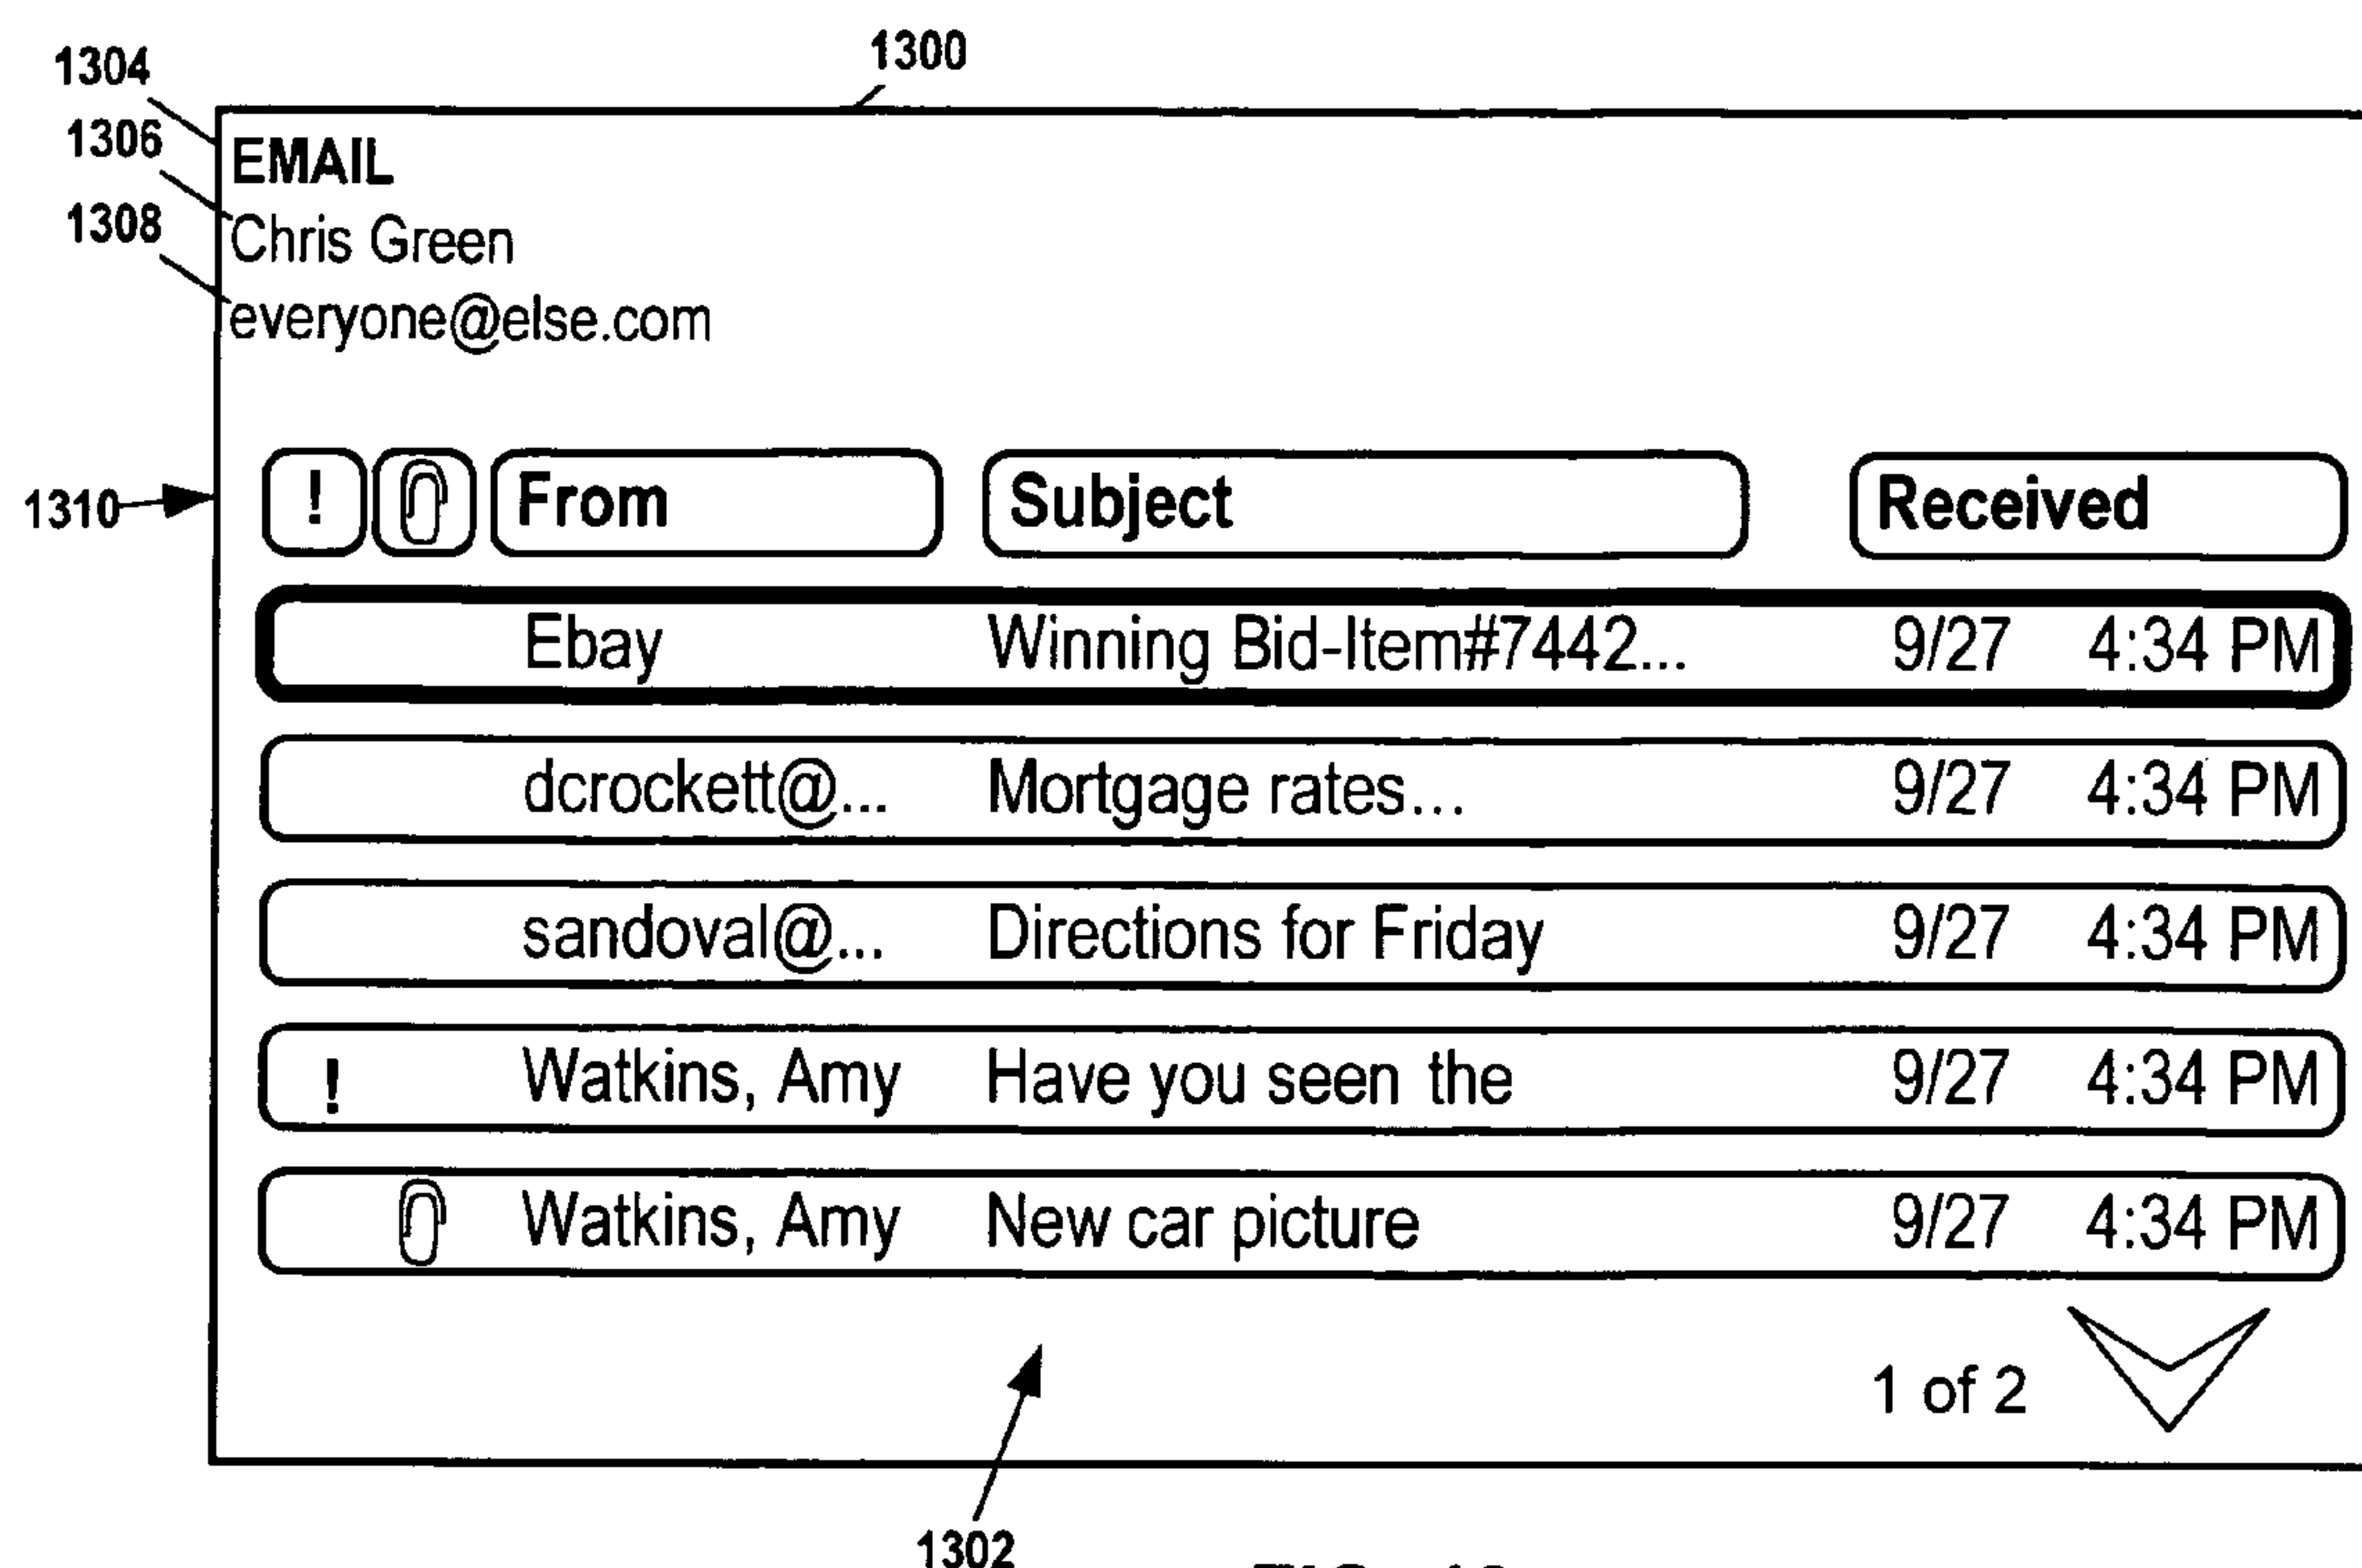 1300
1304
1306
1308
EMAIL
Chris Green
everyone@else.com
1310
! From Subject Received
Ebay Winning Bid-Item#7442... 9/27 4:34 PM
dcrockett@... Mortgage rates... 9/27 4:34 PM
sandoval@... Directions for Friday 9/27 4:34 PM
! Watkins, Amy Have you seen the 9/27 4:34 PM
Watkins, Amy New car picture 9/27 4:34 PM
1 of 2
1302